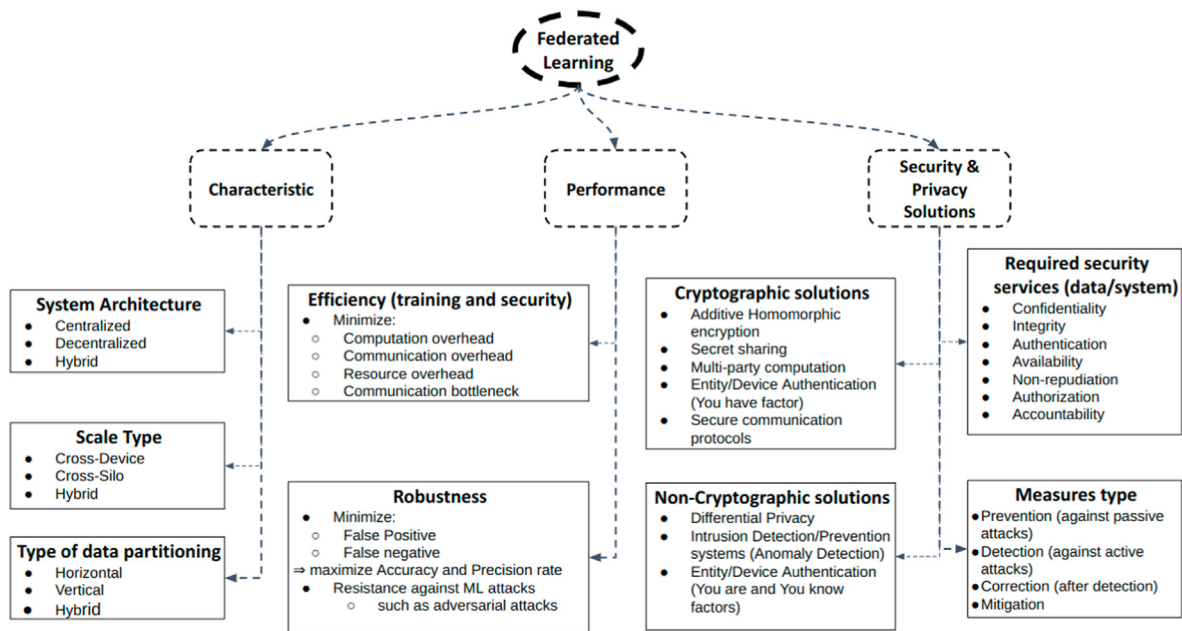 Federated
Learning
Characteristic
Performance
Security &
Privacy
Solutions
System Architecture
● Centralized
● Decentralized
● Hybrid
Scale Type
● Cross-Device
● Cross-Silo
● Hybrid
Type of data partitioning
● Horizontal
● Vertical
● Hybrid
Efficiency (training and security)
● Minimize:
○ Computation overhead
○ Communication overhead
○ Resource overhead
○ Communication bottleneck
Robustness
● Minimize:
○ False Positive
○ False negative
⇒ maximize Accuracy and Precision rate
● Resistance against ML attacks
○ such as adversarial attacks
Cryptographic solutions
● Additive Homomorphic
encryption
● Secret sharing
● Multi-party computation
● Entity/Device Authentication
(You have factor)
● Secure communication
protocols
Non-Cryptographic solutions
● Differential Privacy
● Intrusion Detection/Prevention
systems (Anomaly Detection)
● Entity/Device Authentication
(You are and You know
factors)
Required security
services (data/system)
● Confidentiality
● Integrity
● Authentication
● Availability
● Non-repudiation
● Authorization
● Accountability
Measures type
● Prevention (against passive
attacks)
● Detection (against active
attacks)
● Correction (after detection)
● Mitigation